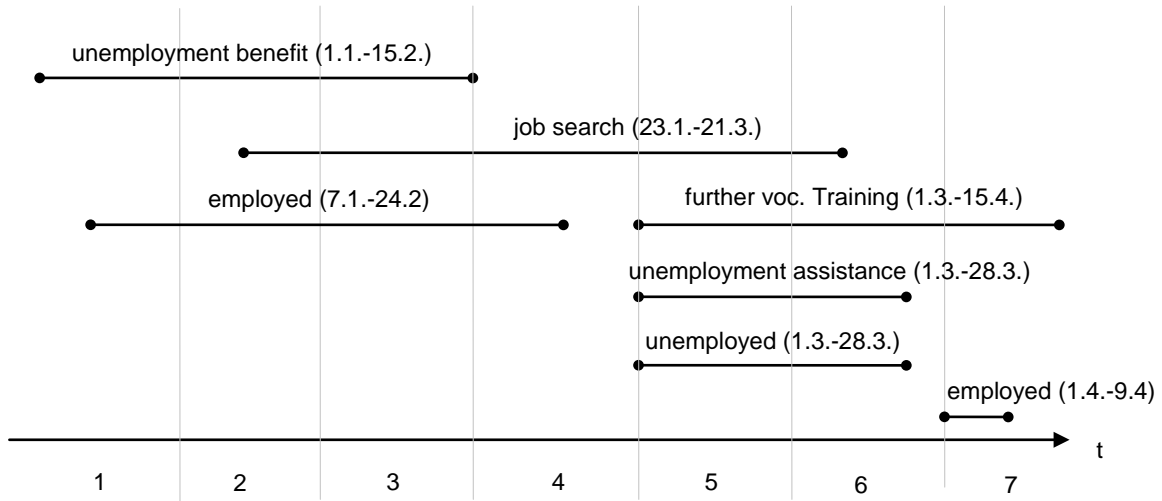 unemployment benefit (1.1.-15.2.)
job search (23.1.-21.3.)
employed (7.1.-24.2)
further voc. Training (1.3.-15.4.)
unemployment assistance (1.3.-28.3.)
unemployed (1.3.-28.3.)
employed (1.4.-9.4)
t
1 2 3 4 5 6 7